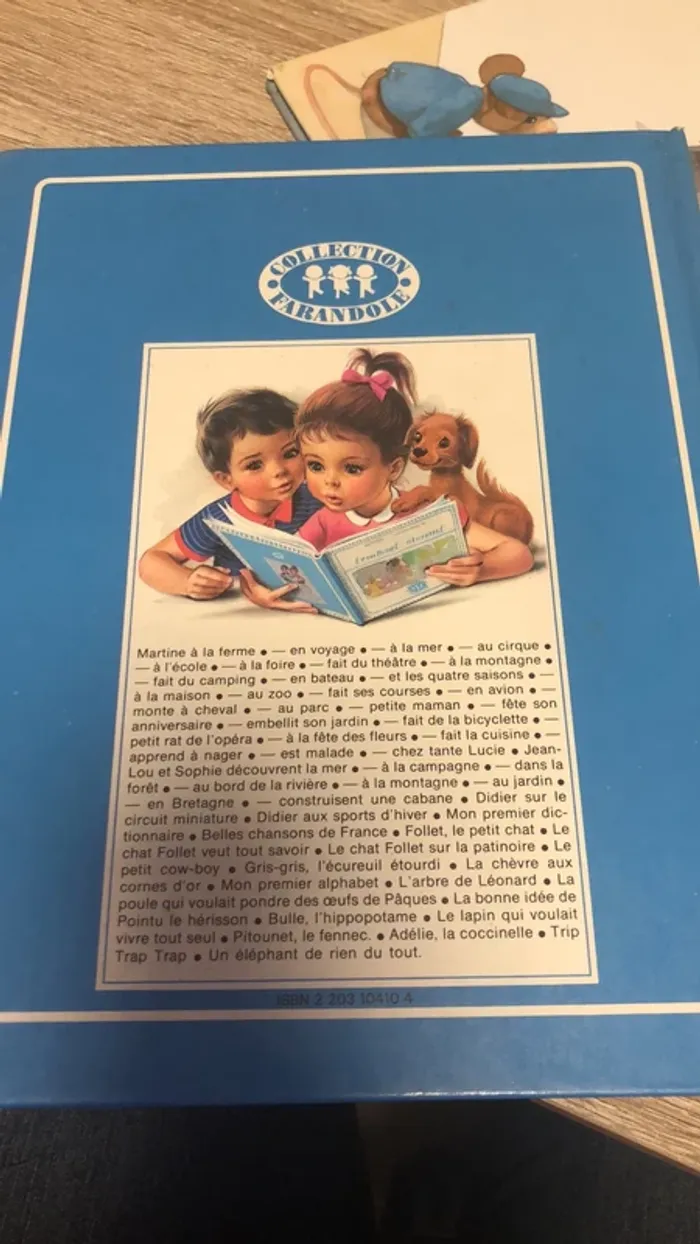 COLLECTION
FARANDOLE
Martine à la ferme ● — en voyage ● — à la mer ● — au cirque ●
— à l'école ● — à la foire ● — fait du théâtre ● — à la montagne ●
— fait du camping ● — en bateau ● — et les quatre saisons ● —
à la maison ● — au zoo ● — fait ses courses ● — en avion ● —
monte à cheval ● — au parc ● — petite maman ● — fête son
anniversaire ● — embellit son jardin ● — fait de la bicyclette ● —
petit rat de l'opéra ● — à la fête des fleurs ● — fait la cuisine ● —
apprend à nager ● — est malade ● — chez tante Lucie ● Jean-
Lou et Sophie découvrent la mer ● — à la campagne ● — dans la
forêt ● — au bord de la rivière ● — à la montagne ● — au jardin ●
— en Bretagne ● — construisent une cabane ● Didier sur le
circuit miniature ● Didier aux sports d'hiver ● Mon premier dic-
tionnaire ● Belles chansons de France ● Follet, le petit chat ● Le
chat Follet veut tout savoir ● Le chat Follet sur la patinoire ● Le
petit cow-boy ● Gris-gris, l'écureuil étourdi ● La chèvre aux
cornes d'or ● Mon premier alphabet ● L'arbre de Léonard ● La
poule qui voulait pondre des œufs de Pâques ● La bonne idée de
Pointu le hérisson ● Bulle, l'hippopotame ● Le lapin qui voulait
vivre tout seul ● Pitounet, le fennec. ● Adélie, la coccinelle ● Trip
Trap Trap ● Un éléphant de rien du tout.
ISBN 2 203 10410 4